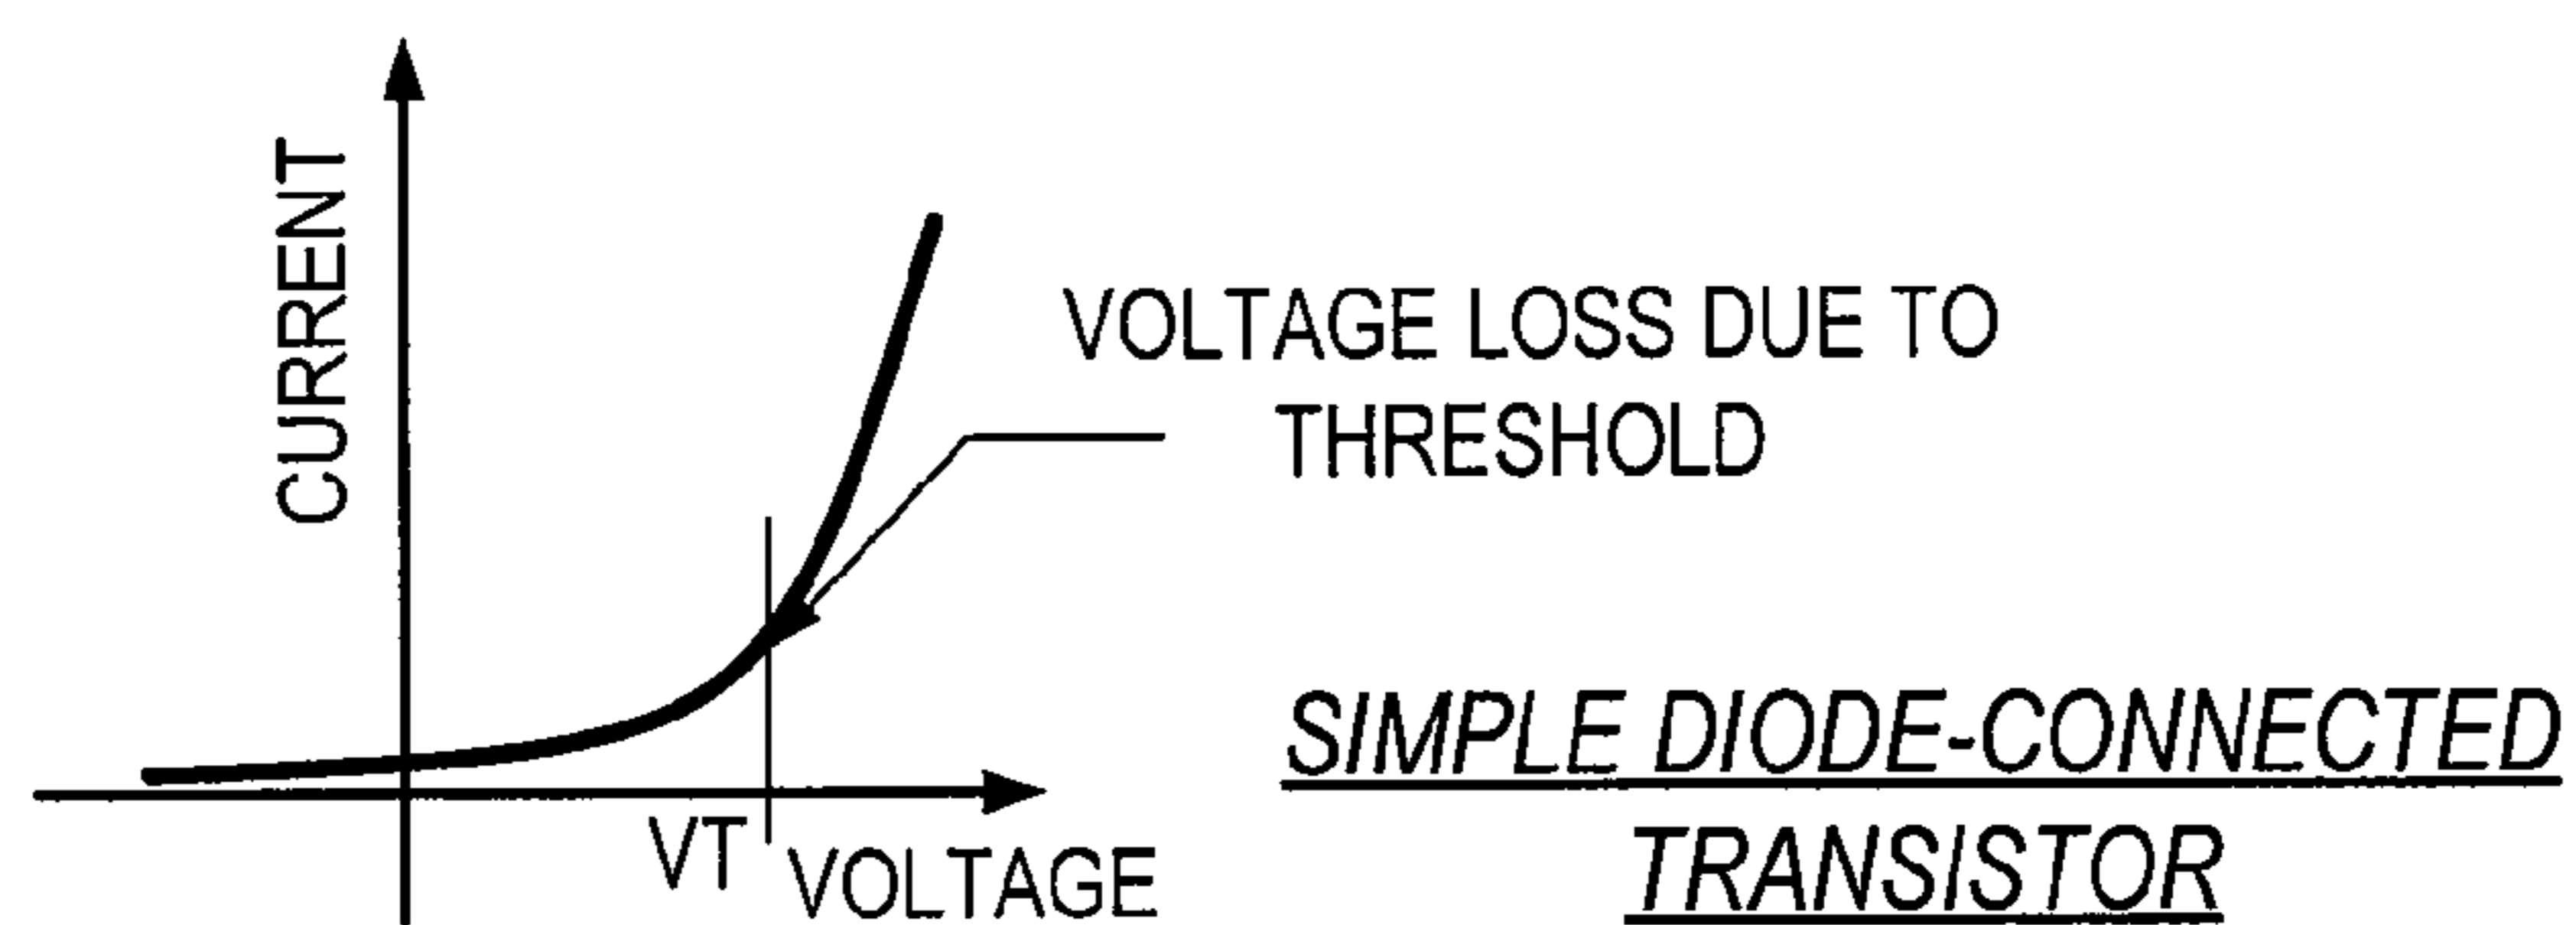 CURRENT
VOLTAGE LOSS DUE TO
THRESHOLD
VT
VOLTAGE
SIMPLE DIODE-CONNECTED
TRANSISTOR